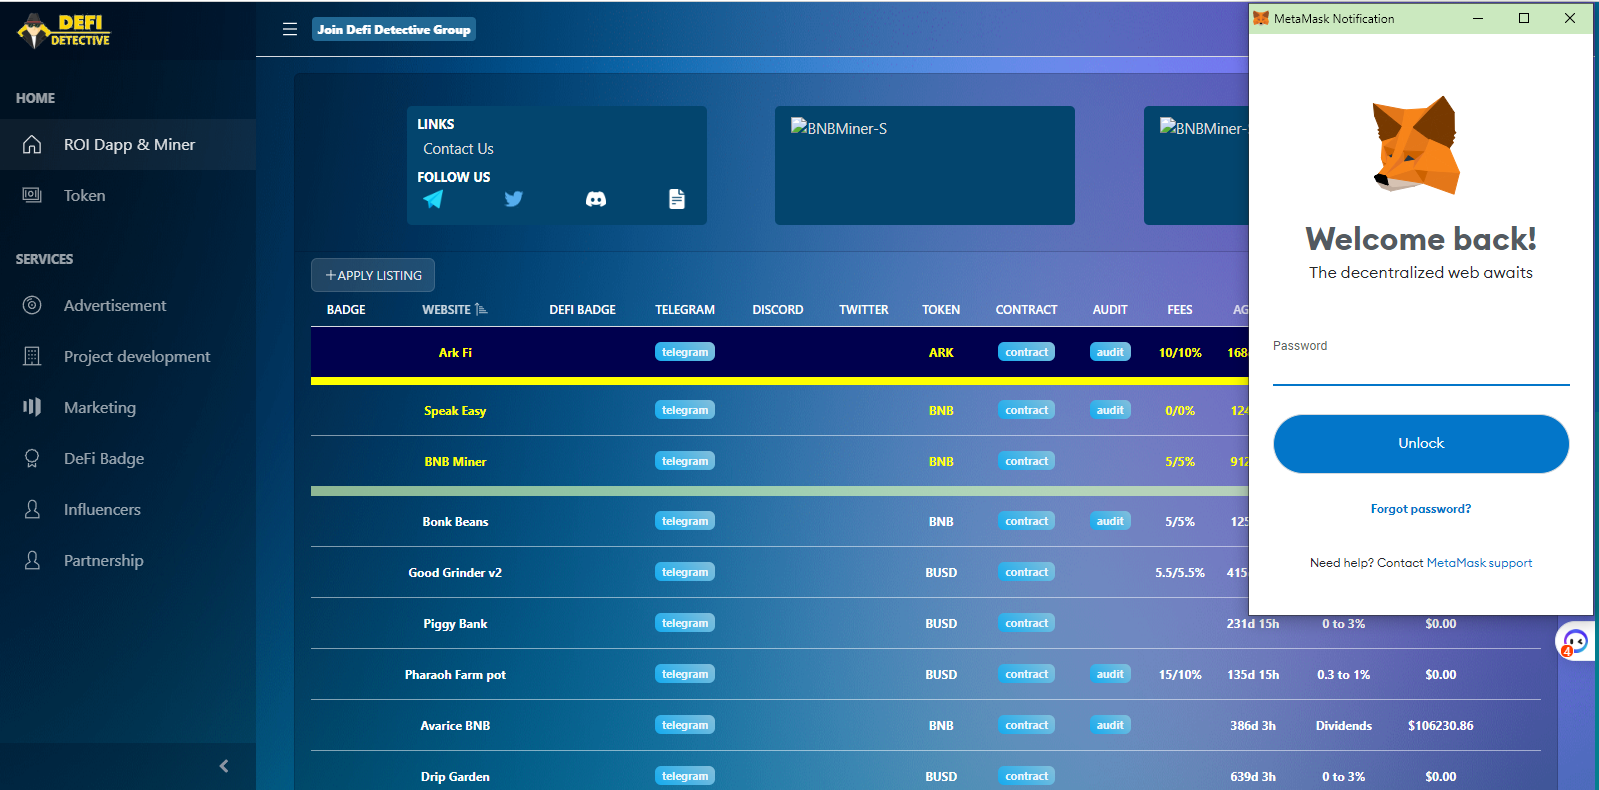 DEFI
DETECTIVE
HOME
ROI Dapp & Miner
Token
SERVICES
Advertisement
Project development
Marketing
DeFi Badge
Influencers
Partnership
Join Defi Detective Group
LINKS
Contact Us
FOLLOW US
BNBMiner-S
BNBMiner-
+APPLY LISTING
BADGE WEBSITE DEFI BADGE TELEGRAM DISCORD TWITTER TOKEN CONTRACT AUDIT FEES AG
Ark Fi telegram ARK contract audit 10/10% 168
Speak Easy telegram BNB contract audit 0/0% 124
BNB Miner telegram BNB contract 5/5% 912
Bonk Beans telegram BNB contract audit 5/5% 125
Good Grinder v2 telegram BUSD contract 5.5/5.5% 415
Piggy Bank telegram BUSD contract 231d 15h 0 to 3% $0.00
Pharaoh Farm pot telegram BUSD contract audit 15/10% 135d 15h 0.3 to 1% $0.00
Avarice BNB telegram BNB contract audit 386d 3h Dividends $106230.86
Drip Garden telegram BUSD contract 639d 3h 0 to 3% $0.00
MetaMask Notification
Welcome back!
The decentralized web awaits
Password
Unlock
Forgot password?
Need help? Contact MetaMask support
4